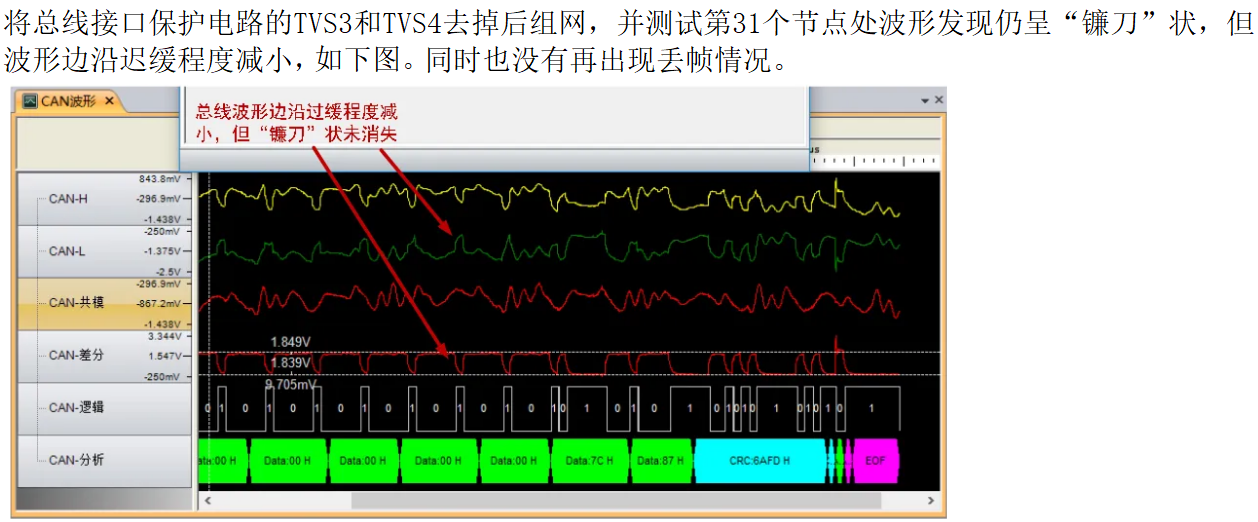 将总线接口保护电路的TVS3和TVS4去掉后组网，并测试第31个节点处波形发现仍呈“镰刀”状，但
波形边沿迟缓程度减小，如下图。同时也没有再出现丢帧情况。
CAN波形
总线波形边沿过缓程度减
小，但“镰刀”状未消失
us
CAN-H
843.8mV
-296.9mV
-1.438V
CAN-L
-250mV
-1.375V
-2.5V
CAN-共模
-296.9mV
-867.2mV
-1.438V
CAN-差分
3.344V
1.547V
-250mV
1.849V
1.839V
9.705mV
CAN-逻辑
0 1 0 1 0 1 0 1 0 1 0 1 0 1 0 1 0 1 0 1 0 1 0 1 0 1 0 1
CAN-分析
ata:00 H Data:00 H Data:00 H Data:00 H Data:00 H Data:7C H Data:87 H CRC:6AFD H EOF